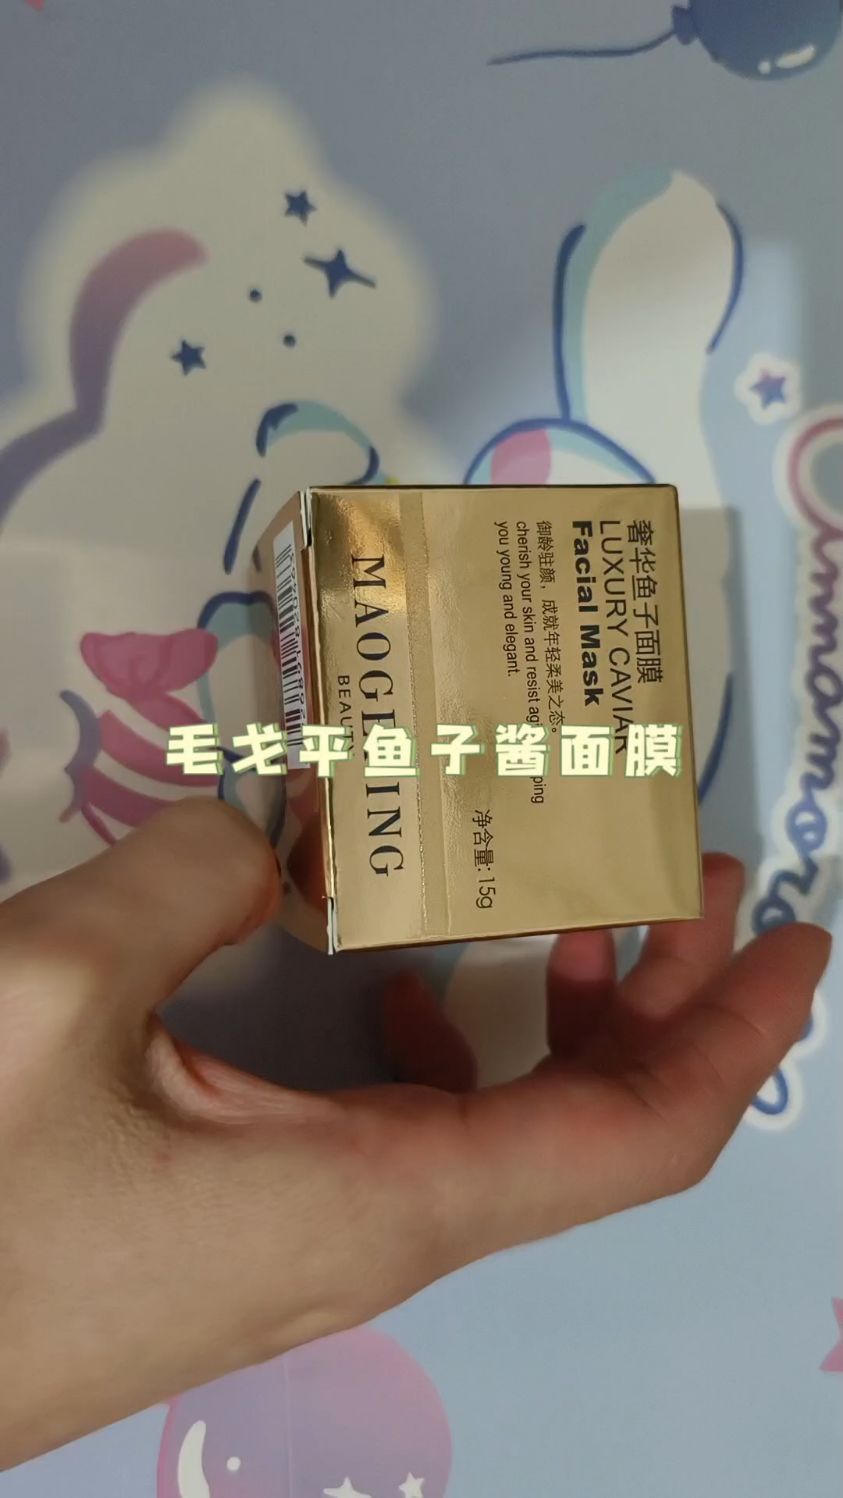 奢华鱼子面膜
LUXURY CAVIAR
Facial Mask
御龄驻颜，成就年轻柔美之态。
cherish your skin and resist
you young and elegant.
净含量: 15g
BEAUTY
毛戈平鱼子酱面膜